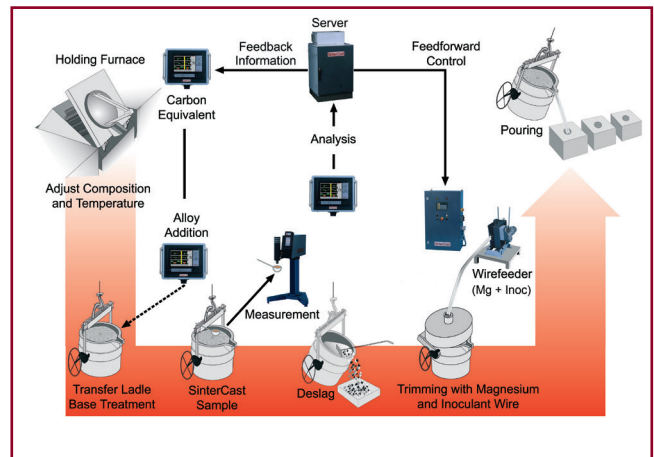 Server
Holding Furnace
Feedback
Information
Feedforward
Control
Carbon
Equivalent
Pouring
Analysis
Adjust Composition
and Temperature
Alloy
Addition
Wirefeeder
(Mg + Inoc)
Measurement
Transfer Ladle
Base Treatment
SinterCast
Sample
Deslag
Trimming with Magnesium
and Inoculant Wire